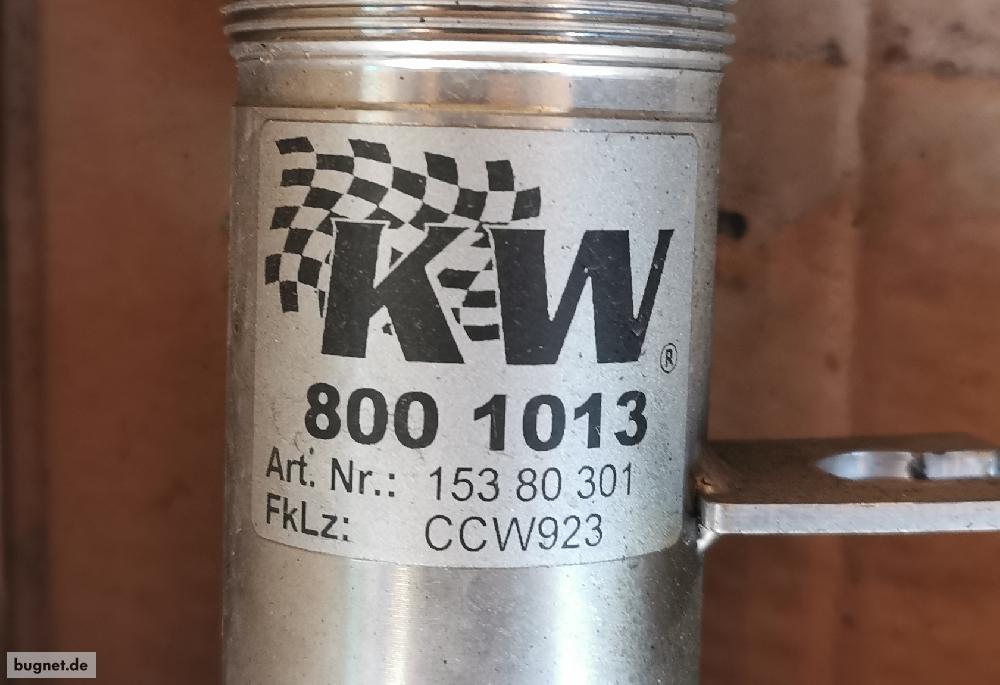 KW®
800 1013
Art. Nr.: 153 80 301
FkLz: CCW923
bugnet.de